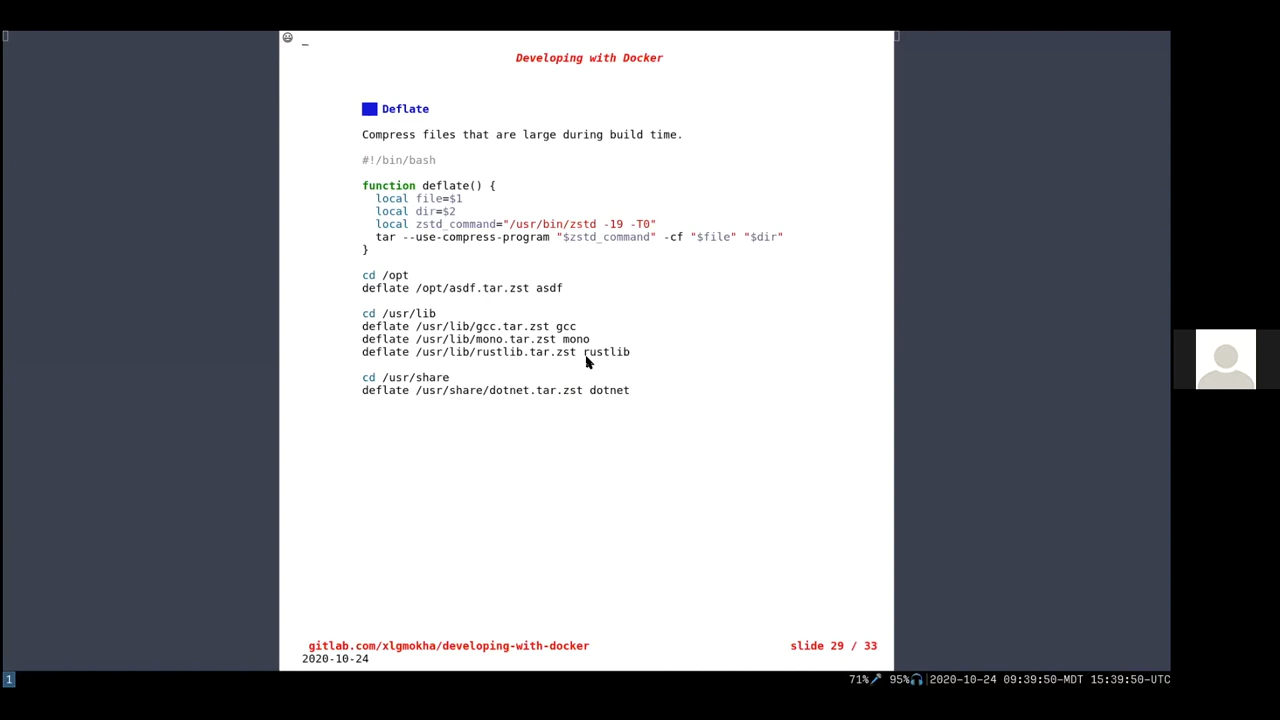 Developing with Docker
Deflate
Compress files that are large during build time.
#!/bin/bash
function deflate() {
local file=$1
local dir=$2
local zstd_command="/usr/bin/zstd -19 -T0"
tar --use-compress-program "$zstd_command" -cf "$file" "$dir"
}
cd /opt
deflate /opt/asdf.tar.zst asdf
cd /usr/lib
deflate /usr/lib/gcc.tar.zst gcc
deflate /usr/lib/mono.tar.zst mono
deflate /usr/lib/rustlib.tar.zst rustlib
cd /usr/share
deflate /usr/share/dotnet.tar.zst dotnet
gitlab.com/xlgmokha/developing-with-docker slide 29 / 33
2020-10-24
1 71%🎤 95%🎧|2020-10-24 09:39:50-MDT 15:39:50-UTC